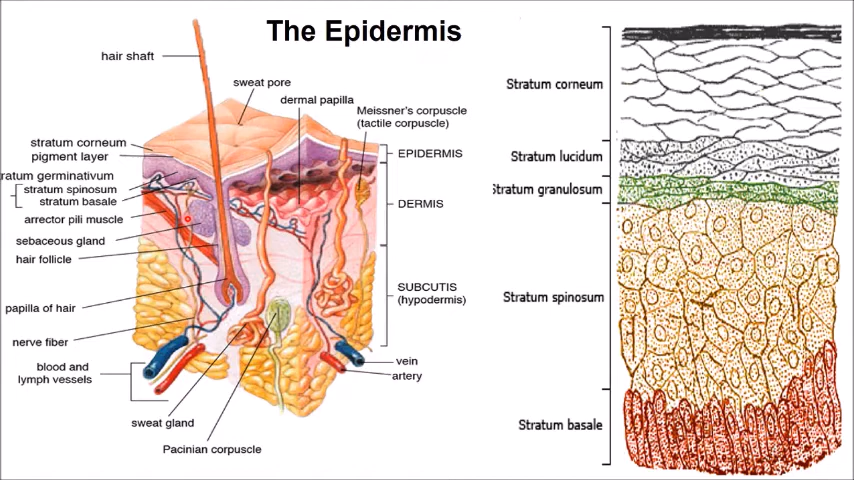 The Epidermis
hair shaft
sweat pore
dermal papilla
Meissner's corpuscle
(tactile corpuscle)
stratum corneum
pigment layer
ratum germinativum
stratum spinosum
stratum basale
arrector pili muscle
sebaceous gland
hair follicle
papilla of hair
nerve fiber
blood and
lymph vessels
sweat gland
Pacinian corpuscle
EPIDERMIS
DERMIS
SUBCUTIS
(hypodermis)
vein
artery
Stratum corneum
Stratum lucidum
Stratum granulosum
Stratum spinosum
Stratum basale